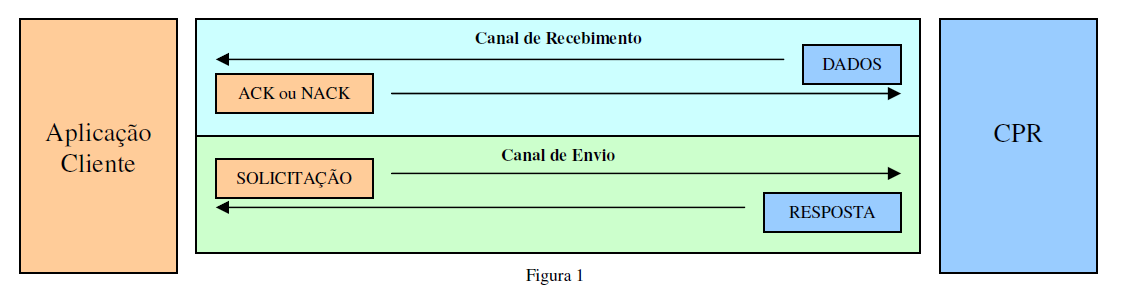 Aplicação
Cliente
Canal de Recebimento
DADOS
ACK ou NACK
Canal de Envio
SOLICITAÇÃO
RESPOSTA
CPR
Figura 1